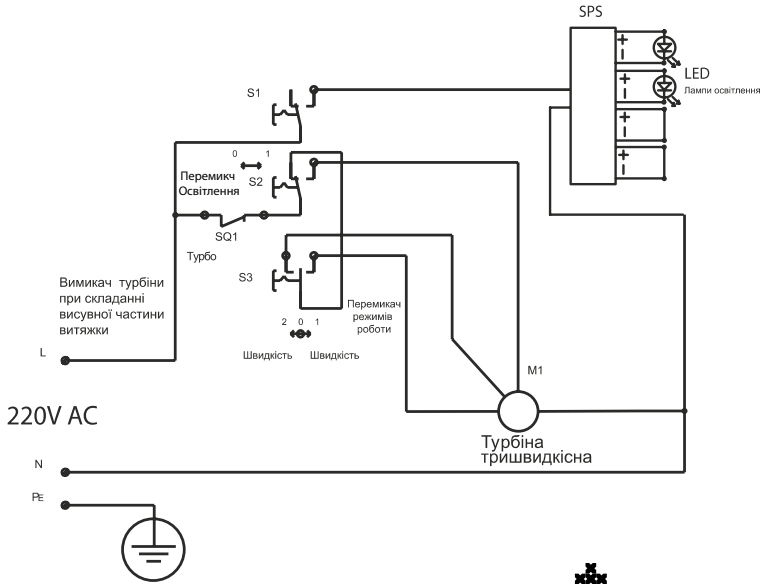 SPS
LED
Лампи освітлення
+
+
+
+
S1
0 1
Перемикч
Освітлення
S2
SQ1
Турбо
S3
Вимикач турбіни
при складанні
висувної частини
витяжки
Перемикач
режимів
роботи
2 0 1
Швидкість Швидкість
L
M1
220V AC
Турбіна
тришвидкісна
N
PE